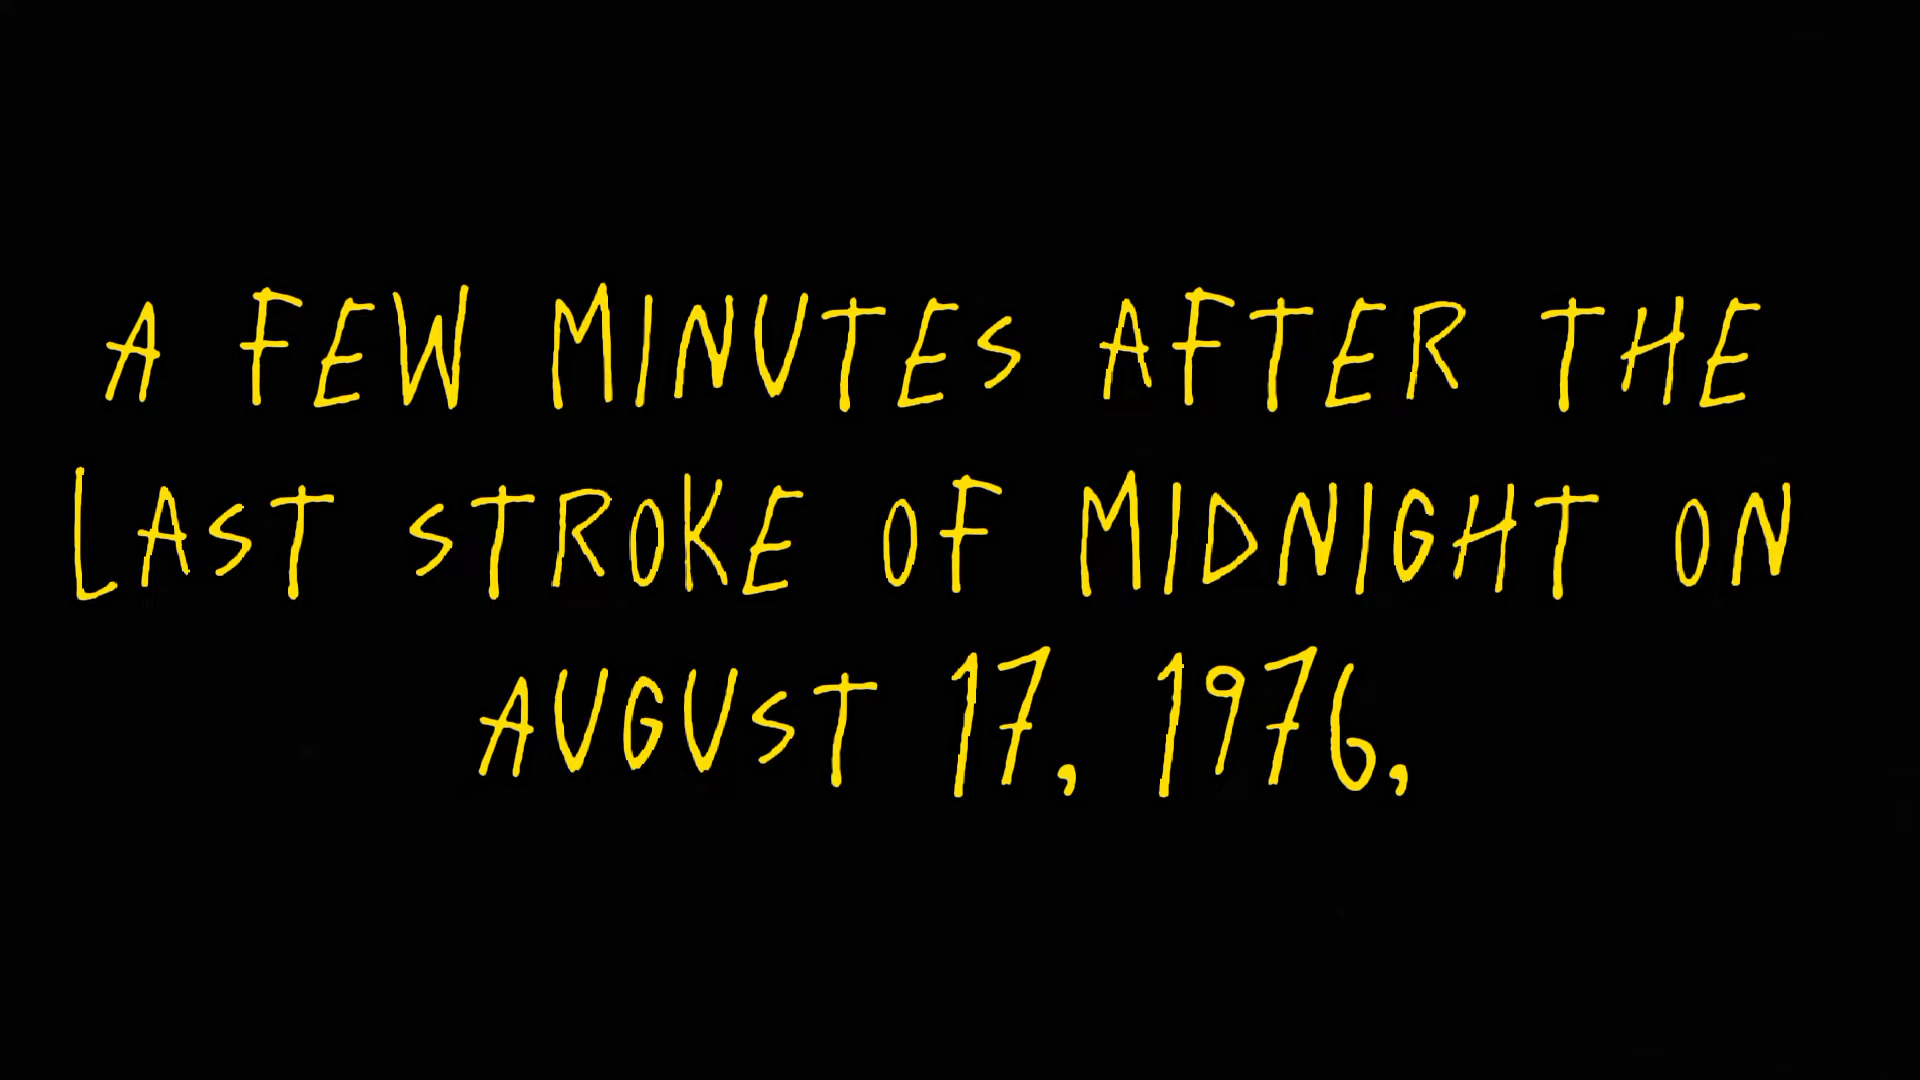 A FEW MINUTES AFTER THE
LAST STROKE OF MIDNIGHT ON
AUGUST 17, 1976,